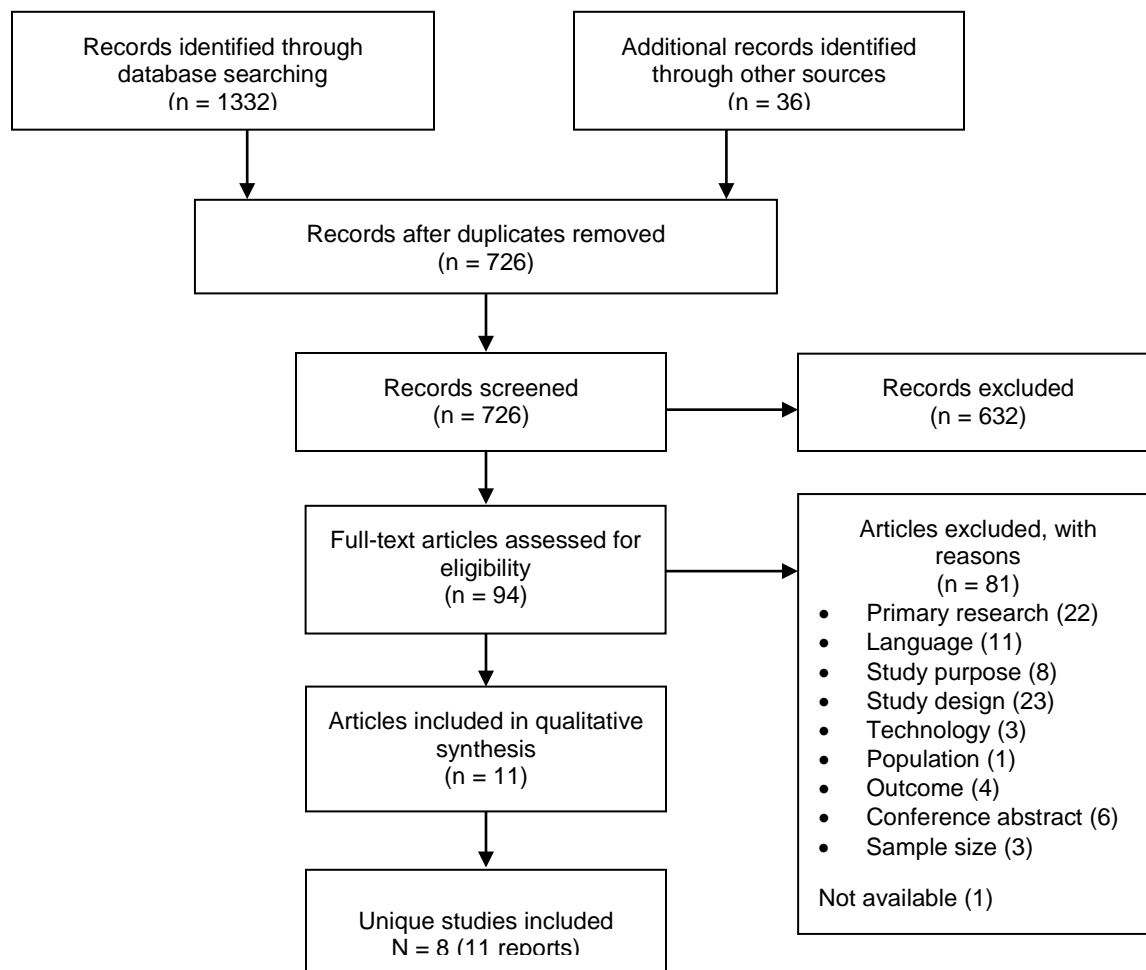 Records identified through
database searching
(n = 1332)
Additional records identified
through other sources
(n = 36)
Records after duplicates removed
(n = 726)
Records screened
(n = 726)
Records excluded
(n = 632)
Full-text articles assessed for
eligibility
(n = 94)
Articles excluded, with
reasons
(n = 81)
• Primary research (22)
• Language (11)
• Study purpose (8)
• Study design (23)
• Technology (3)
• Population (1)
• Outcome (4)
• Conference abstract (6)
• Sample size (3)
Not available (1)
Articles included in qualitative
synthesis
(n = 11)
Unique studies included
N = 8 (11 reports)